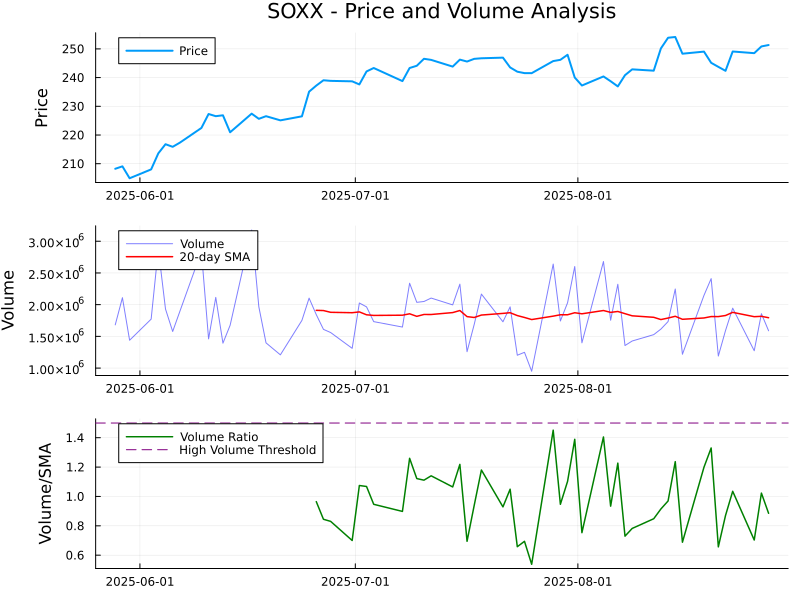 SOXX - Price and Volume Analysis
Price
250
240
230
220
210
Price
2025-06-01
2025-07-01
2025-08-01
Volume
3.00×10⁶
2.50×10⁶
2.00×10⁶
1.50×10⁶
1.00×10⁶
Volume
20-day SMA
2025-06-01
2025-07-01
2025-08-01
Volume/SMA
1.4
1.2
1.0
0.8
0.6
Volume Ratio
High Volume Threshold
2025-06-01
2025-07-01
2025-08-01